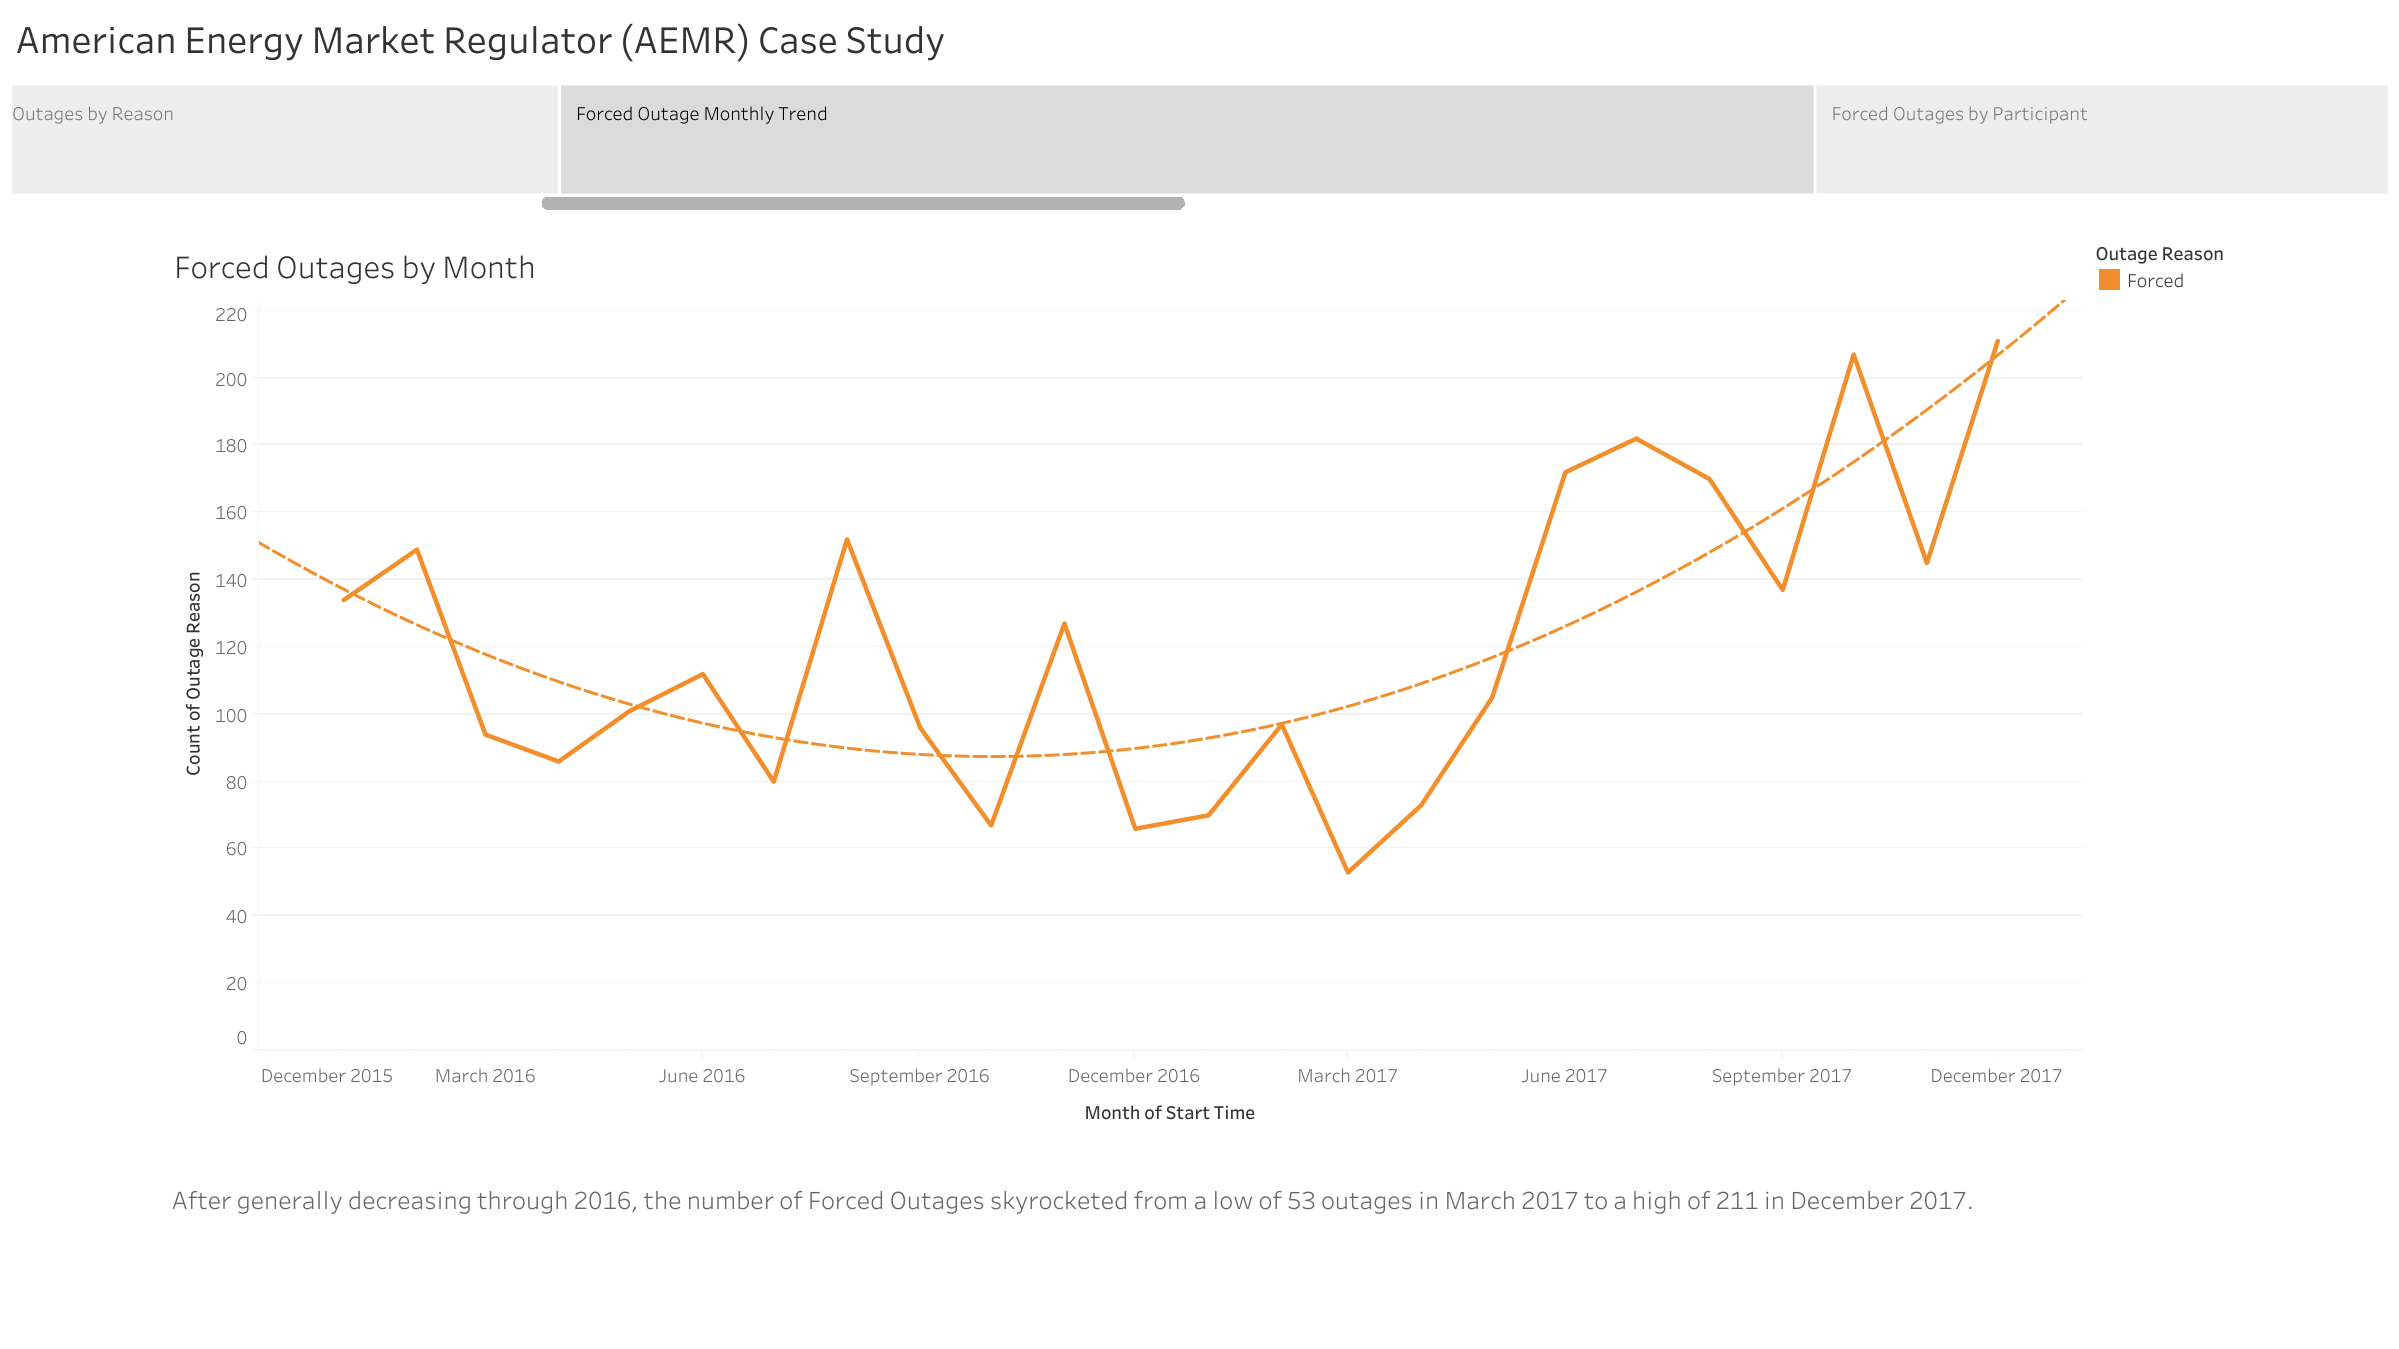 American Energy Market Regulator (AEMR) Case Study
Outages by Reason
Forced Outage Monthly Trend
Forced Outages by Participant
Forced Outages by Month
Outage Reason
Forced
220
200
180
160
140
120
100
80
60
40
20
0
Count of Outage Reason
December 2015
March 2016
June 2016
September 2016
December 2016
March 2017
June 2017
September 2017
December 2017
Month of Start Time
After generally decreasing through 2016, the number of Forced Outages skyrocketed from a low of 53 outages in March 2017 to a high of 211 in December 2017.